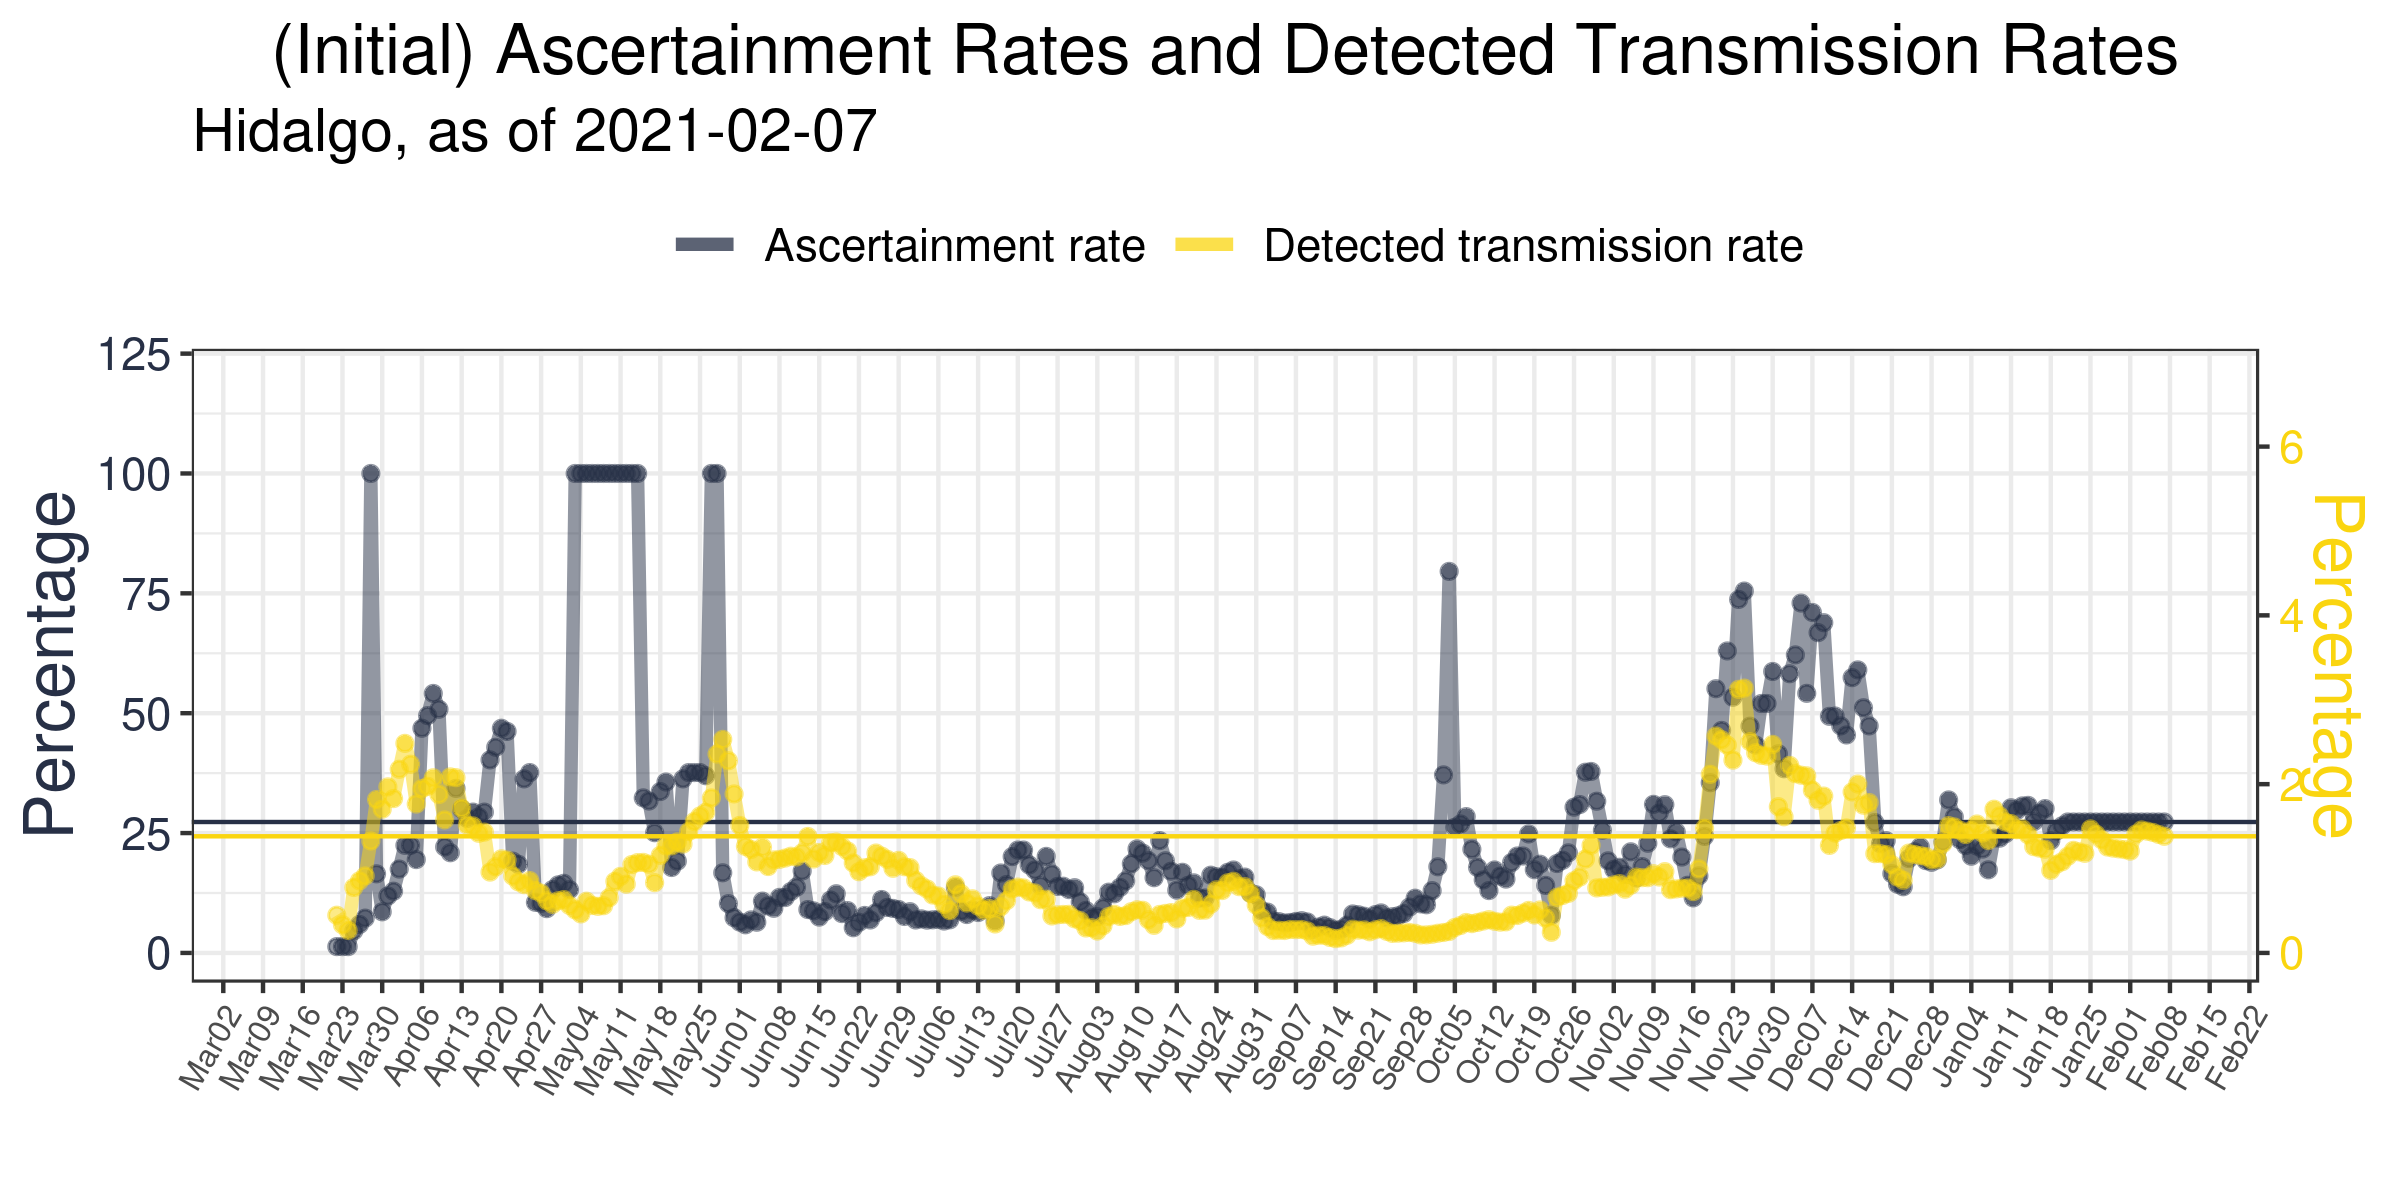 (Initial) Ascertainment Rates and Detected Transmission Rates
Hidalgo, as of 2021-02-07
Ascertainment rate Detected transmission rate
125
100
75
50
25
0
Percentage
6
4
2
0
Percentage
Mar02 Mar09 Mar16 Mar23 Mar30 Apr06 Apr13 Apr20 Apr27 May04 May11 May18 May25 Jun01 Jun08 Jun15 Jun22 Jun29 Jul06 Jul13 Jul20 Jul27 Aug03 Aug10 Aug17 Aug24 Aug31 Sep07 Sep14 Sep21 Sep28 Oct05 Oct12 Oct19 Oct26 Nov02 Nov09 Nov16 Nov23 Nov30 Dec07 Dec14 Dec21 Dec28 Jan04 Jan11 Jan18 Jan25 Feb01 Feb08 Feb15 Feb22